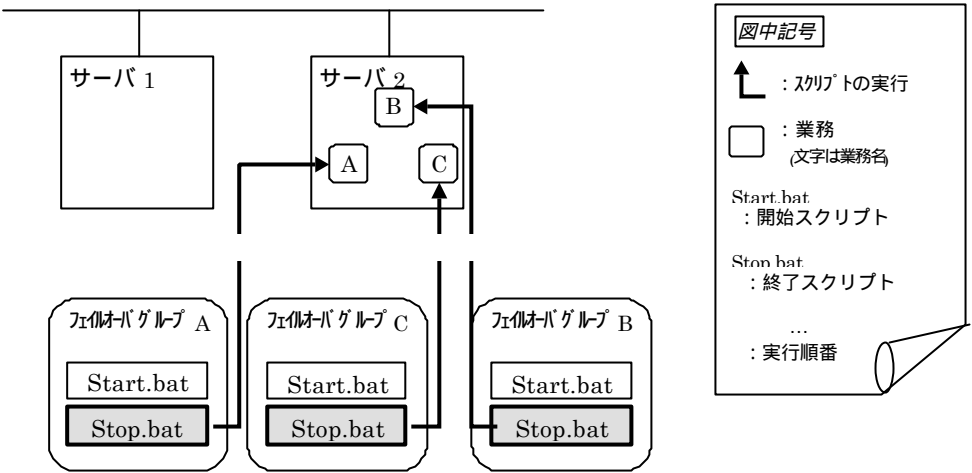 サーバ 1
サーバ 2
B
A
C
フェイルオーバグループ A
Start.bat
Stop.bat
フェイルオーバグループ C
Start.bat
Stop.bat
フェイルオーバグループ B
Start.bat
Stop.bat
図中記号
：スクリプトの実行
：業務
(文字は業務名)
Start.bat
：開始スクリプト
Stop.bat
：終了スクリプト
…
：実行順番